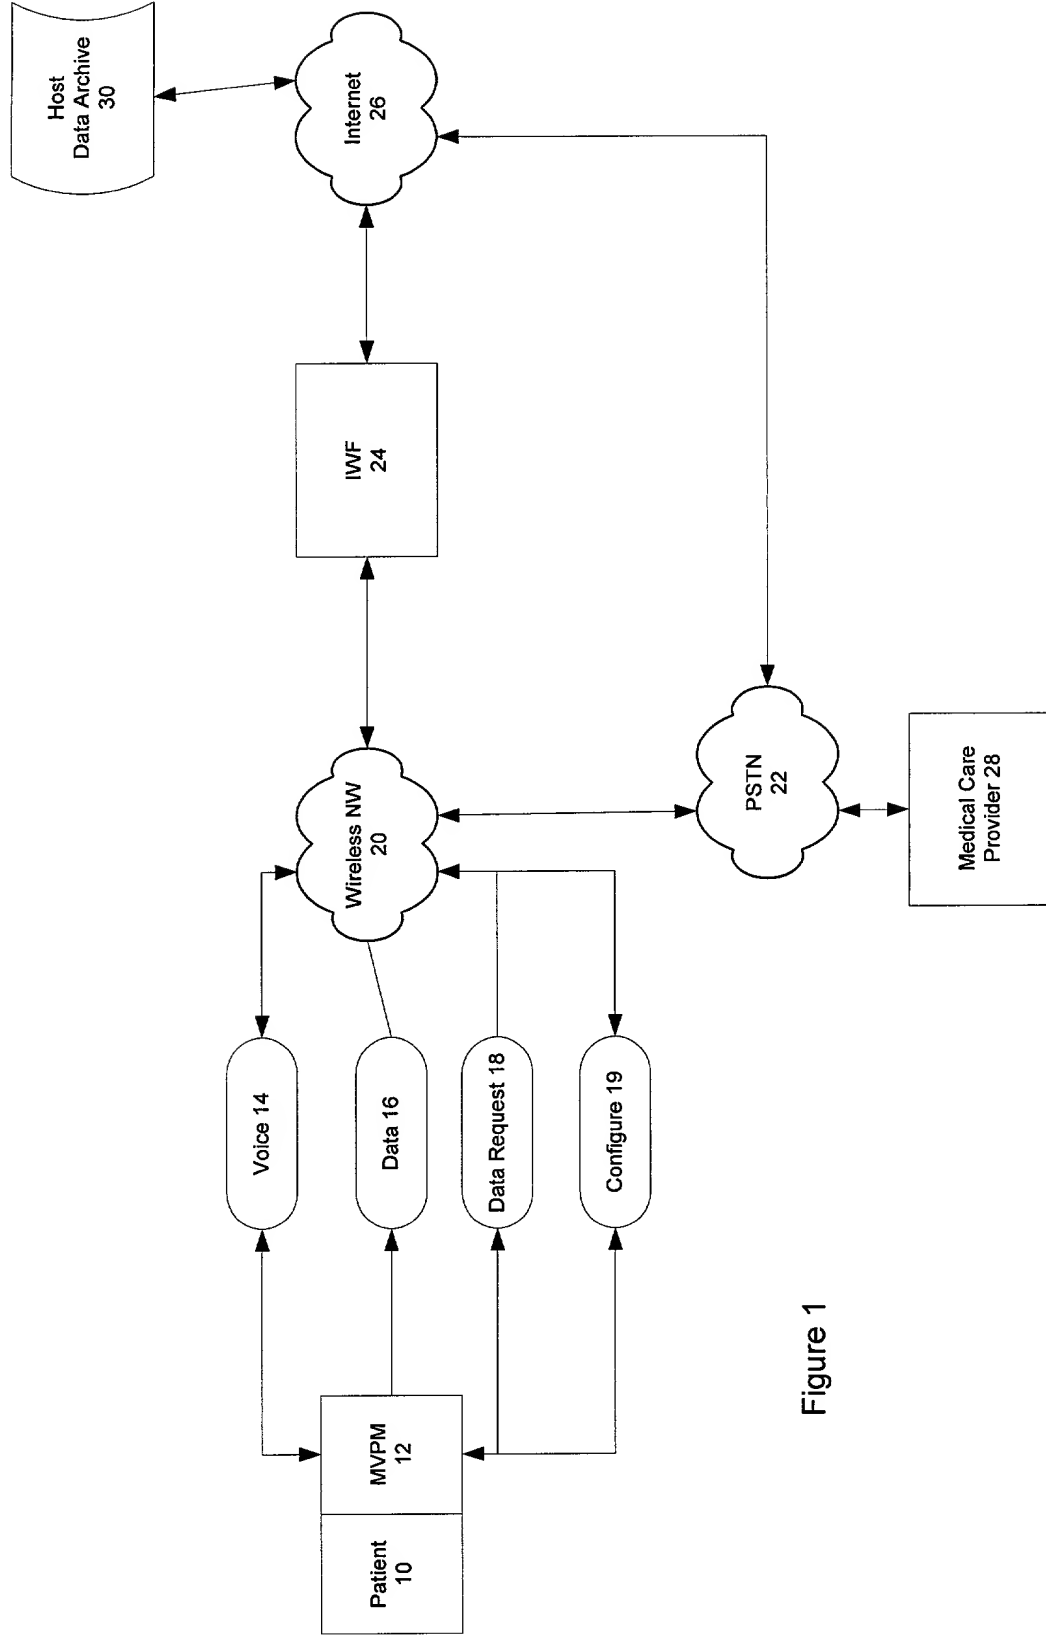 Host
Data Archive
30
Internet
26
IWF
24
Wireless NW
20
PSTN
22
Medical Care
Provider 28
Voice 14
Data 16
Data Request 18
Configure 19
MVPM
12
Patient
10
Figure 1